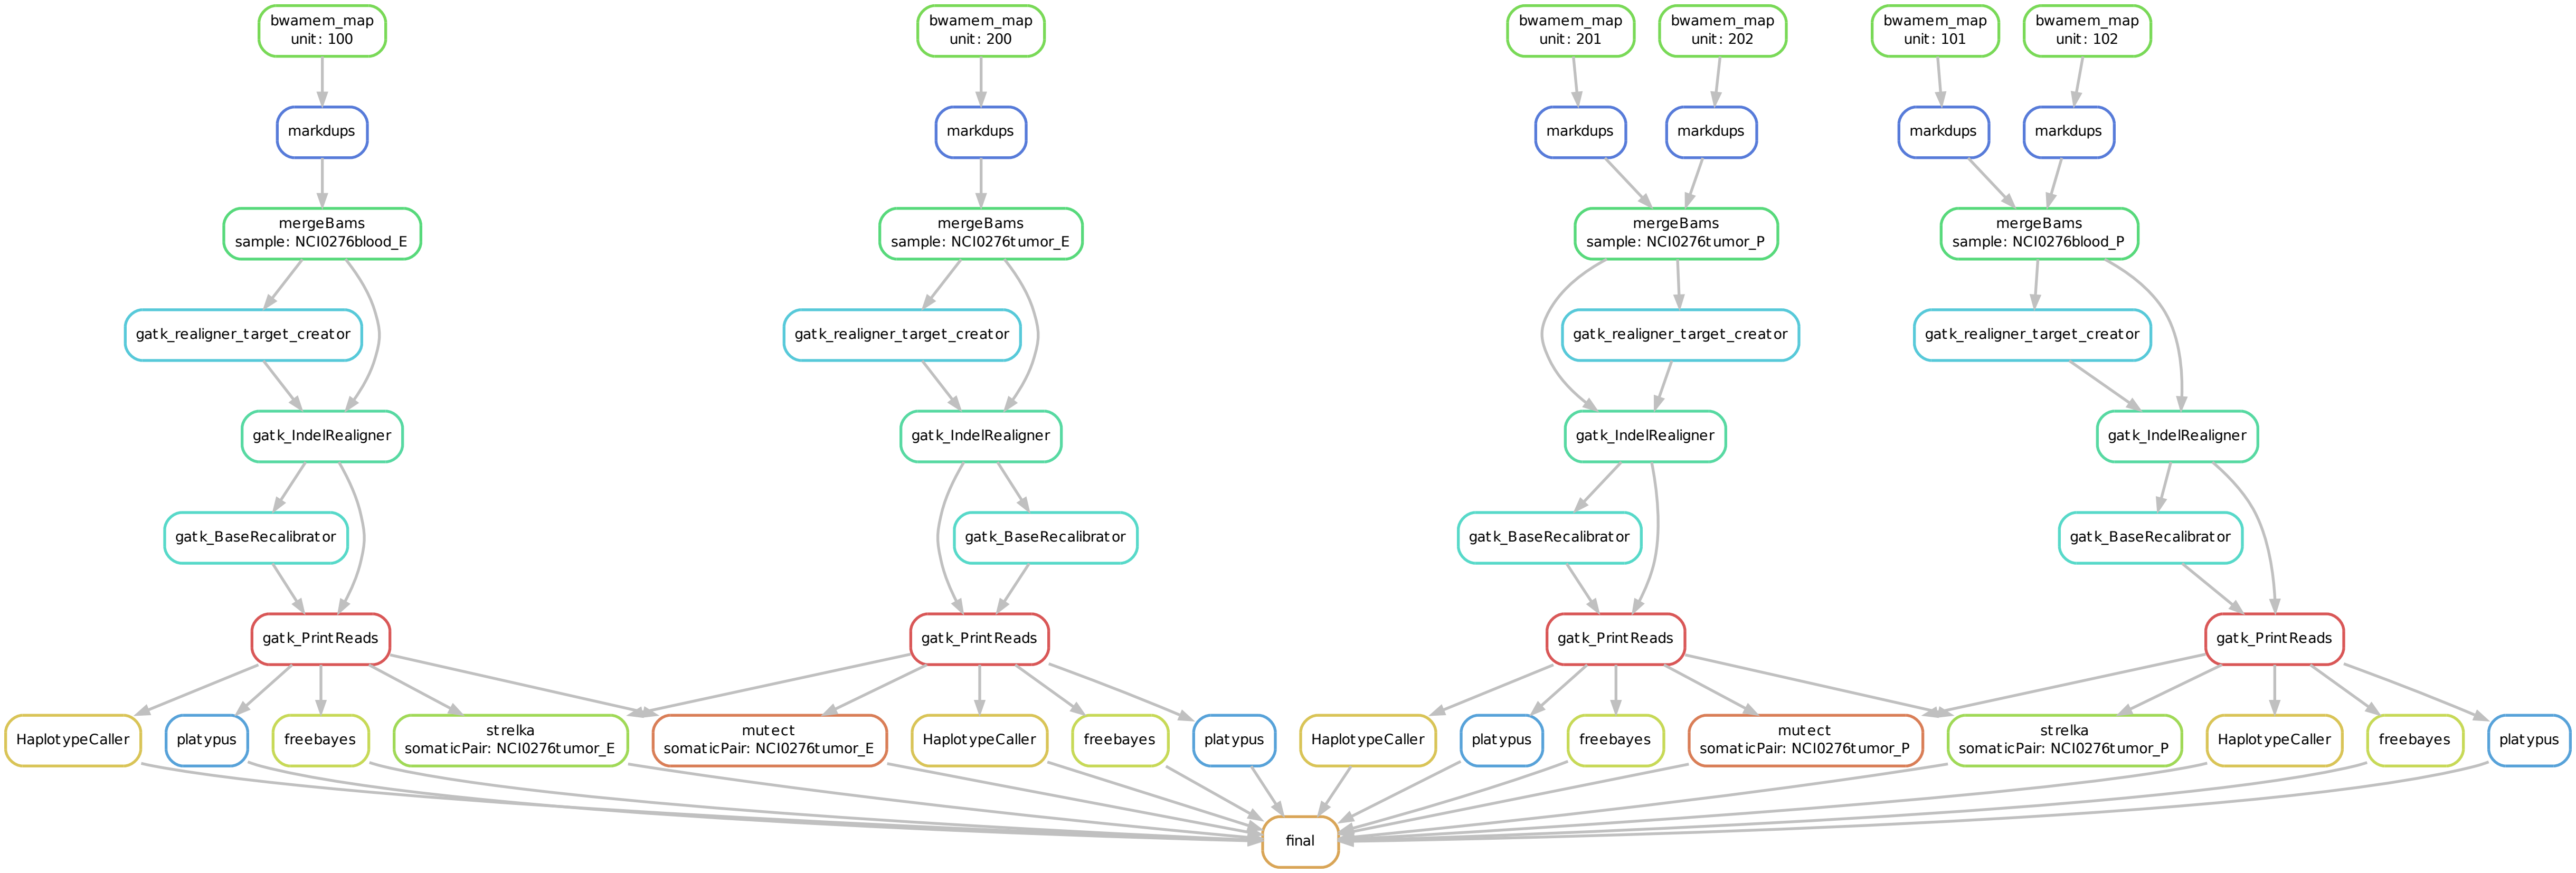 bwamem_map
unit: 100
bwamem_map
unit: 200
bwamem_map
unit: 201
bwamem_map
unit: 202
bwamem_map
unit: 101
bwamem_map
unit: 102
markdups
markdups
markdups
markdups
markdups
markdups
mergeBams
sample: NCI0276blood_E
mergeBams
sample: NCI0276tumor_E
mergeBams
sample: NCI0276tumor_P
mergeBams
sample: NCI0276blood_P
gatk_realigner_target_creator
gatk_realigner_target_creator
gatk_realigner_target_creator
gatk_realigner_target_creator
gatk_IndelRealigner
gatk_IndelRealigner
gatk_IndelRealigner
gatk_IndelRealigner
gatk_BaseRecalibrator
gatk_BaseRecalibrator
gatk_BaseRecalibrator
gatk_BaseRecalibrator
gatk_PrintReads
gatk_PrintReads
gatk_PrintReads
gatk_PrintReads
HaplotypeCaller
platypus
freebayes
strelka
somaticPair: NCI0276tumor_E
mutect
somaticPair: NCI0276tumor_E
HaplotypeCaller
freebayes
platypus
HaplotypeCaller
platypus
freebayes
mutect
somaticPair: NCI0276tumor_P
strelka
somaticPair: NCI0276tumor_P
HaplotypeCaller
freebayes
platypus
final